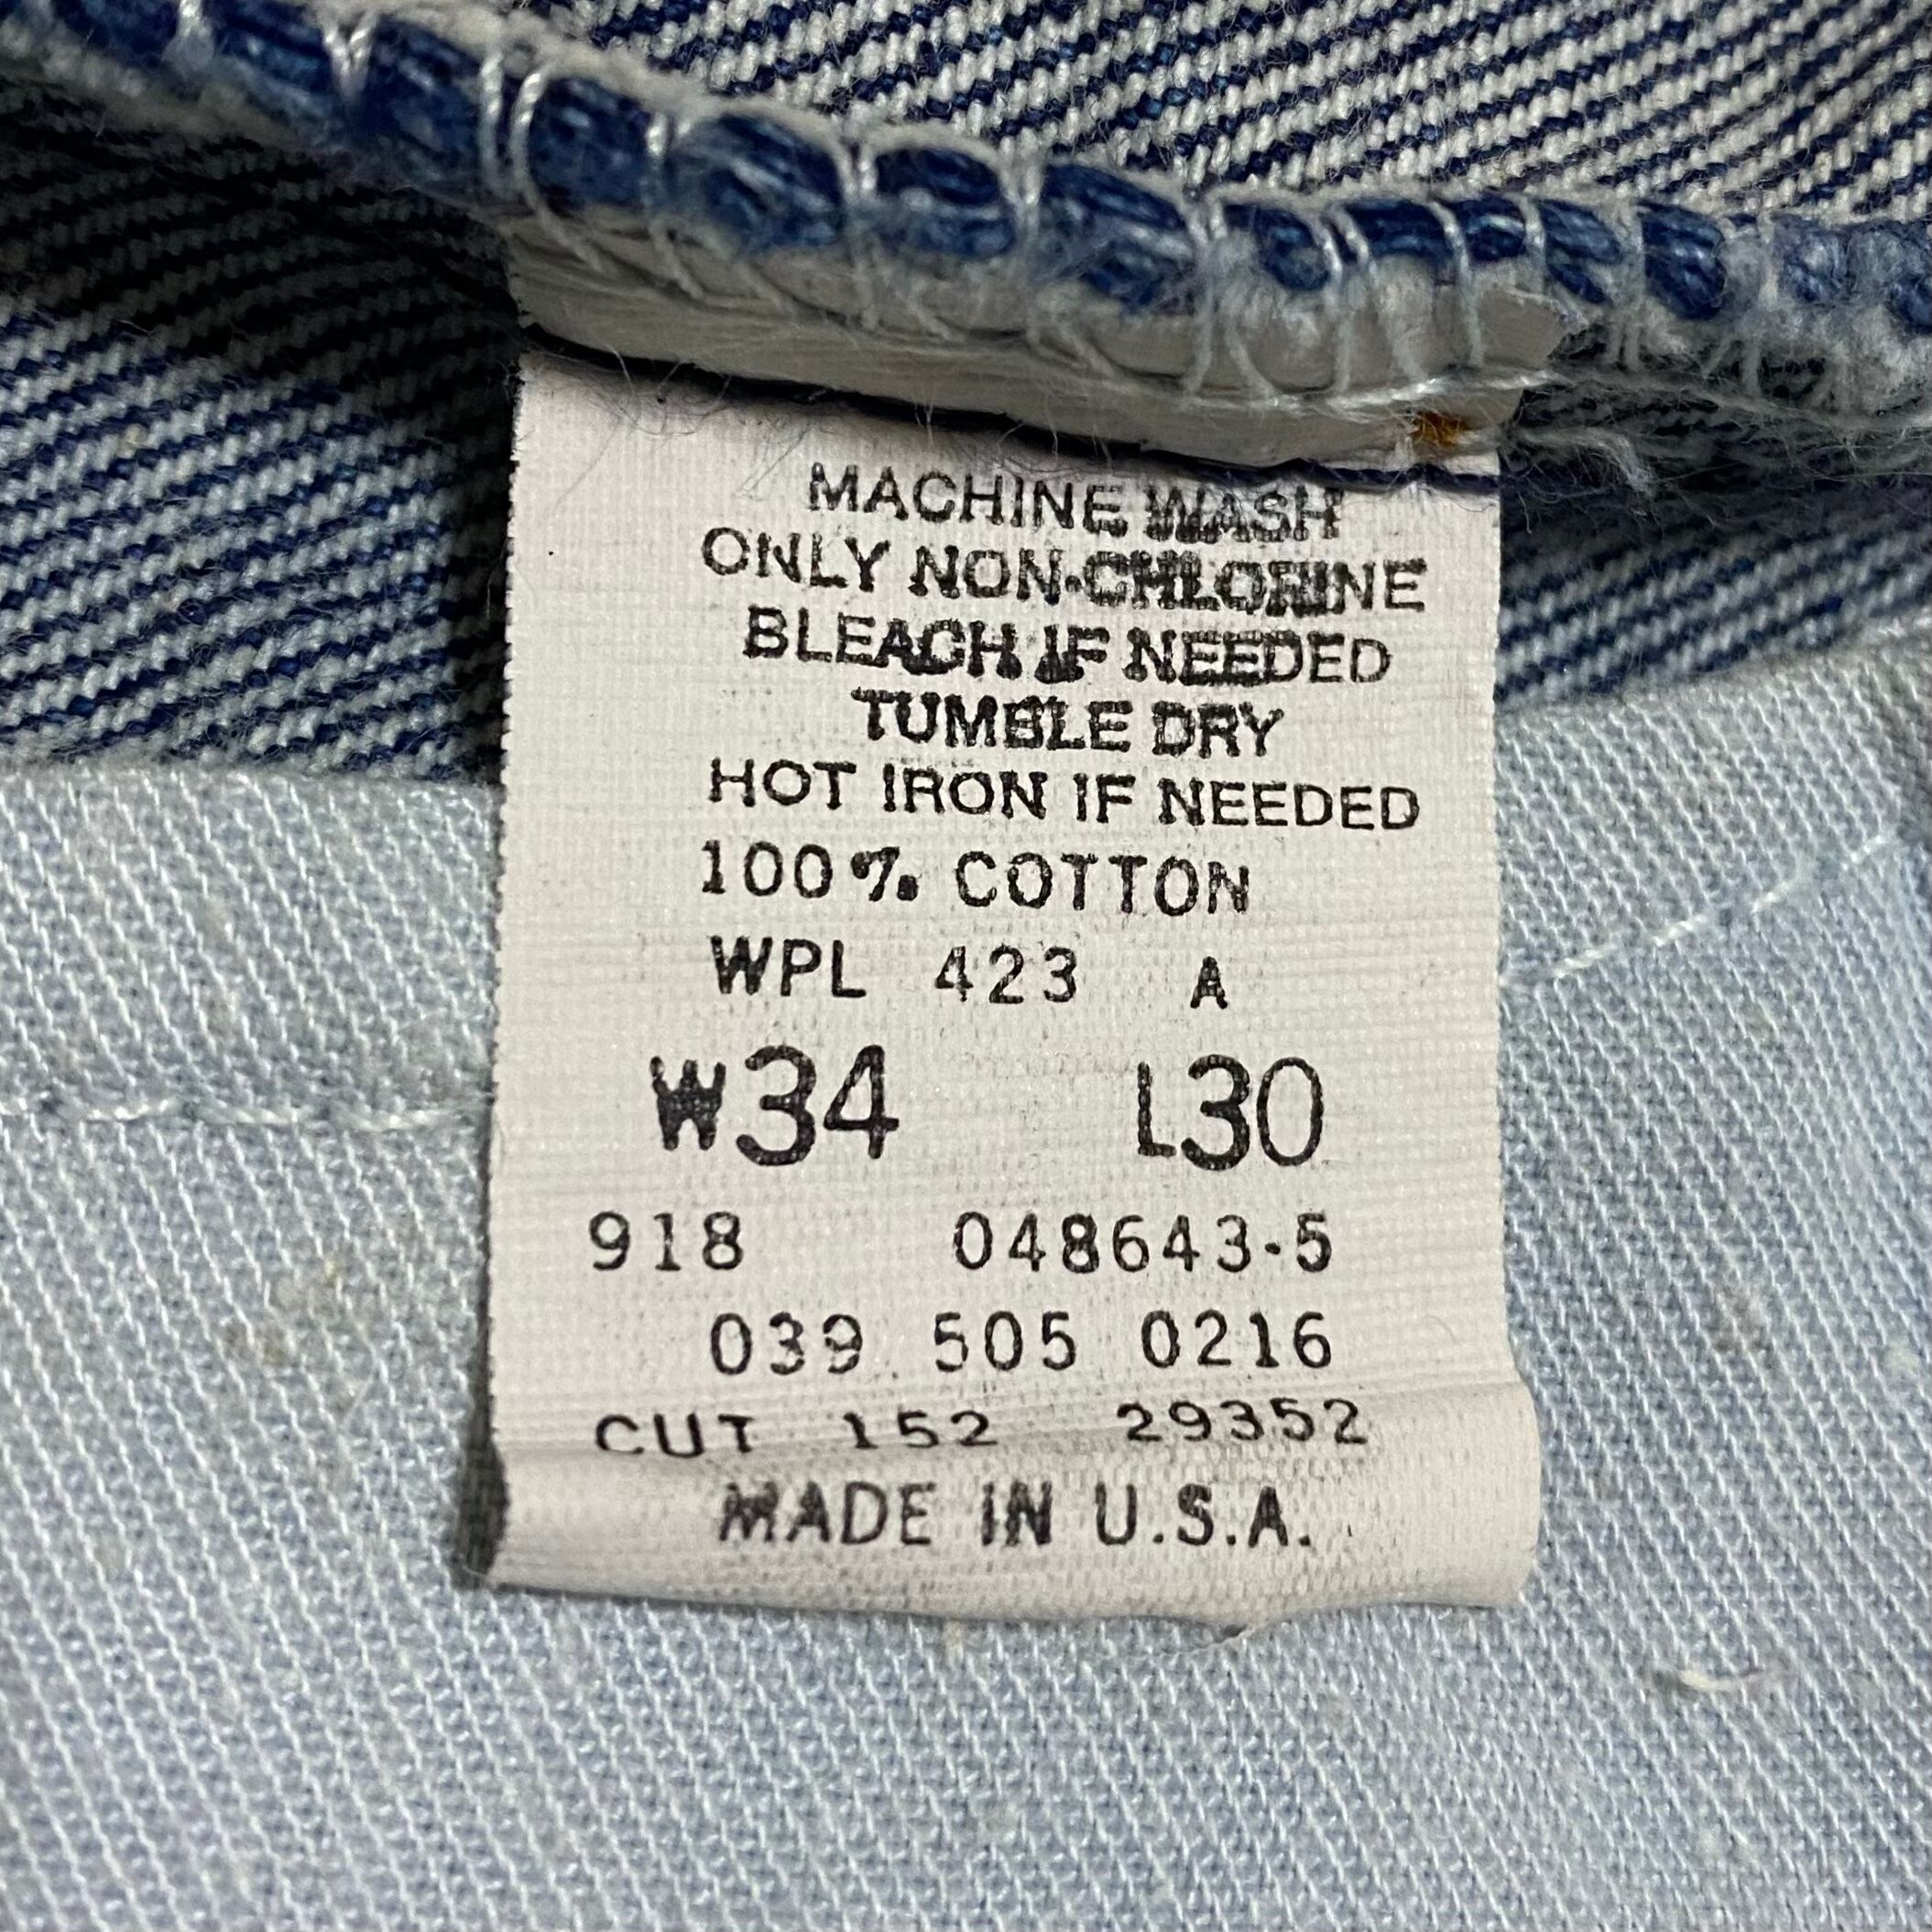 MACHINE WASH
ONLY NON-CHLORINE
BLEACH IF NEEDED
TUMBLE DRY
HOT IRON IF NEEDED
100% COTTON
WPL 423 A
W34 L30
918 048643-5
039 505 0216
CUT 152 29352
MADE IN U.S.A.